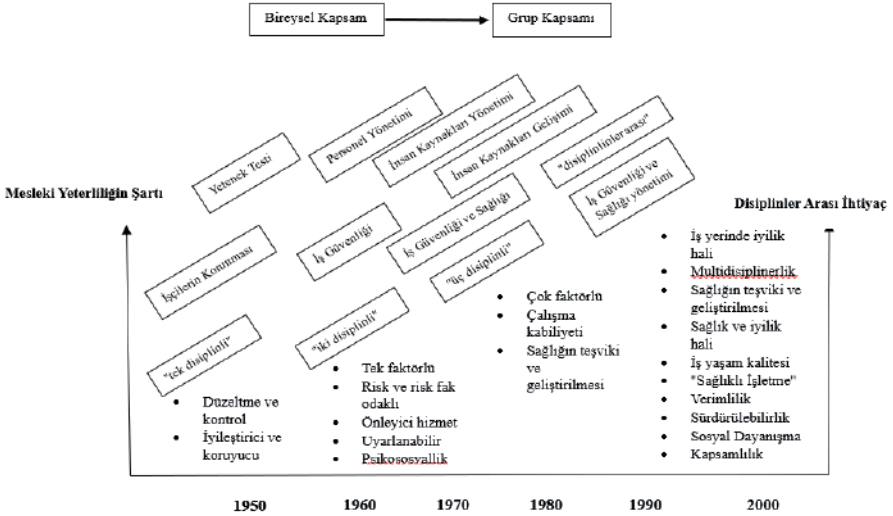 Bireysel Kapsam
Grup Kapsamı
Mesleki Yeterliliğin Şartı
Disiplinler Arası İhtiyaç
Yetenek Testi
Personel Yönetimi
İnsan Kaynakları Yönetimi
İnsan Kaynakları Gelişimi
"disiplinlinler arası"
İşçilerin Korunması
İş Güvenliği
İş Güvenliği ve Sağlığı
İş Güvenliği ve
Sağlığı yönetimi
"tek disiplinli"
"iki disiplinli"
"üç disiplinli"
• Düzeltme ve
kontrol
• İyileştirici ve
koruyucu
• Tek faktörlü
• Risk ve risk fak
odaklı
• Önleyici hizmet
• Uyarlanabilir
• Psikososyallik
• Çok faktörlü
• Çalışma
kabiliyeti
• Sağlığın teşviki
ve
geliştirilmesi
• İş yerinde iyilik
hali
• Multidisiplinerlik
• Sağlığın teşviki ve
geliştirilmesi
• Sağlık ve iyilik
hali
• İş yaşam kalitesi
• "Sağlıklı İşletme"
• Verimlilik
• Sürdürülebilirlik
• Sosyal Dayanışma
• Kapsamlılık
1950
1960
1970
1980
1990
2000